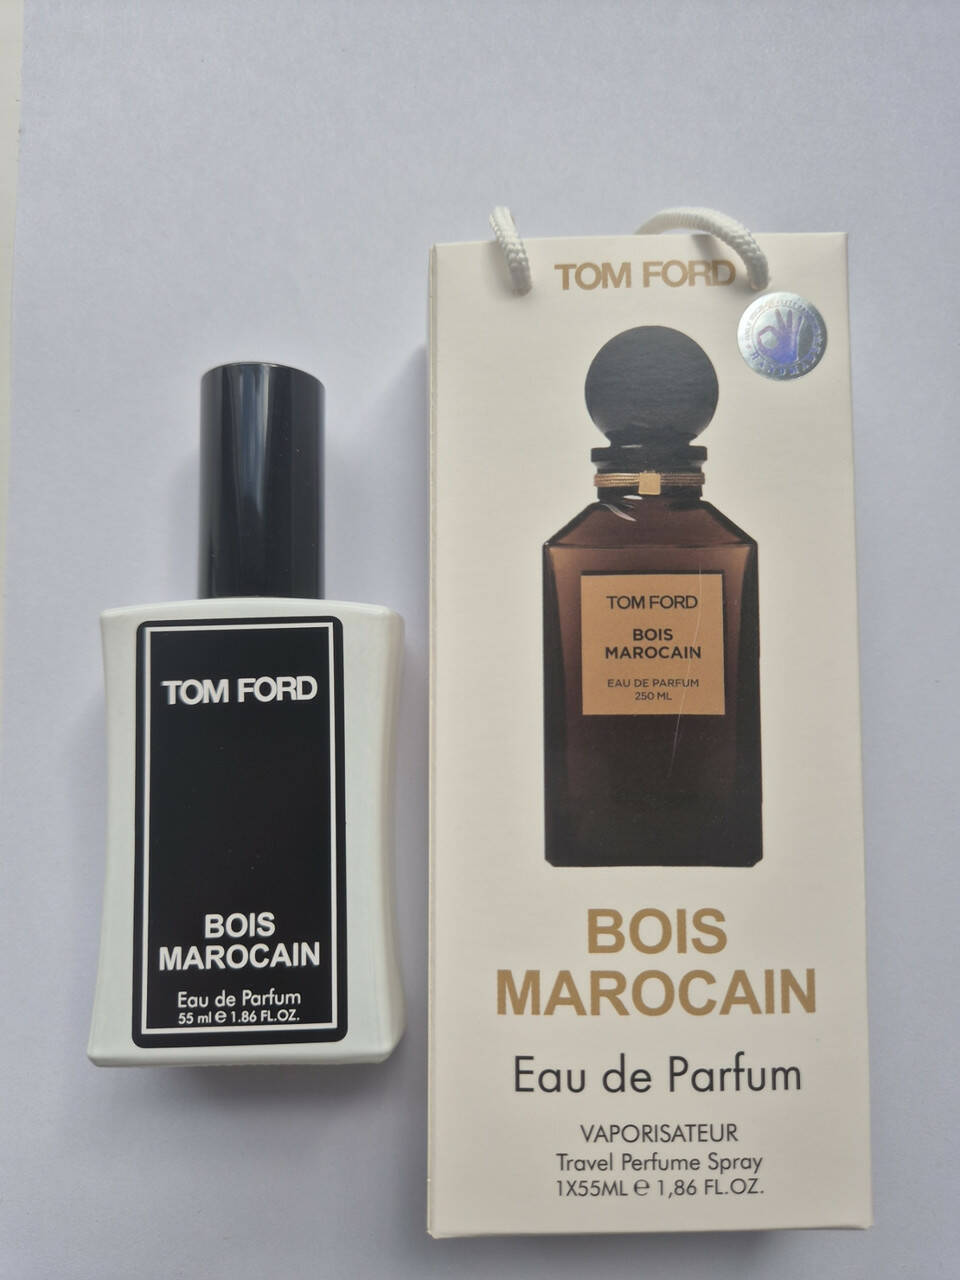 TOM FORD
BOIS
MAROCAIN
Eau de Parfum
55 ml ℮ 1.86 FL.OZ.
TOM FORD
TOM FORD
BOIS
MAROCAIN
EAU DE PARFUM
250 ML
BOIS
MAROCAIN
Eau de Parfum
VAPORISATEUR
Travel Perfume Spray
1X55ML ℮ 1,86 FL.OZ.